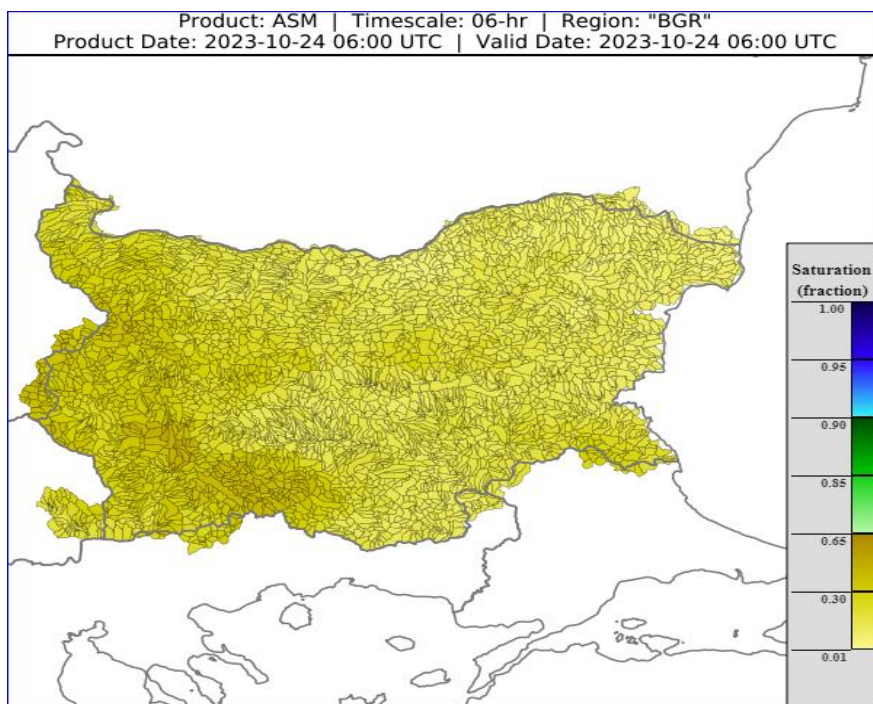 Product: ASM | Timescale: 06-hr | Region: "BGR"
Product Date: 2023-10-24 06:00 UTC | Valid Date: 2023-10-24 06:00 UTC
Saturation
(fraction)
1.00
0.95
0.90
0.85
0.65
0.30
0.01